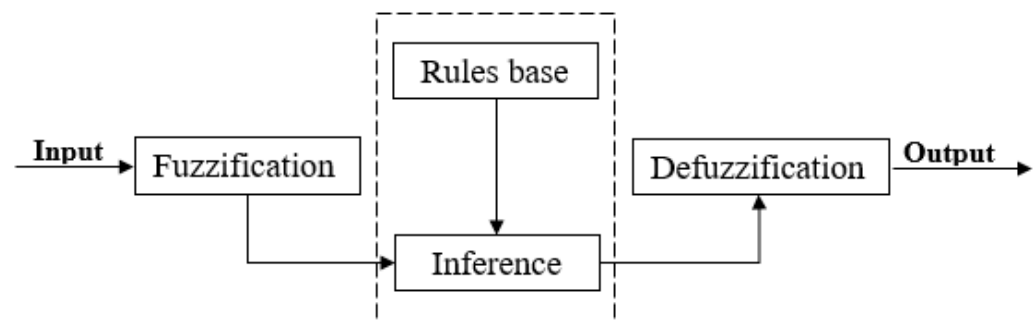 Rules base
Input
Fuzzification
Defuzzification
Output
Inference